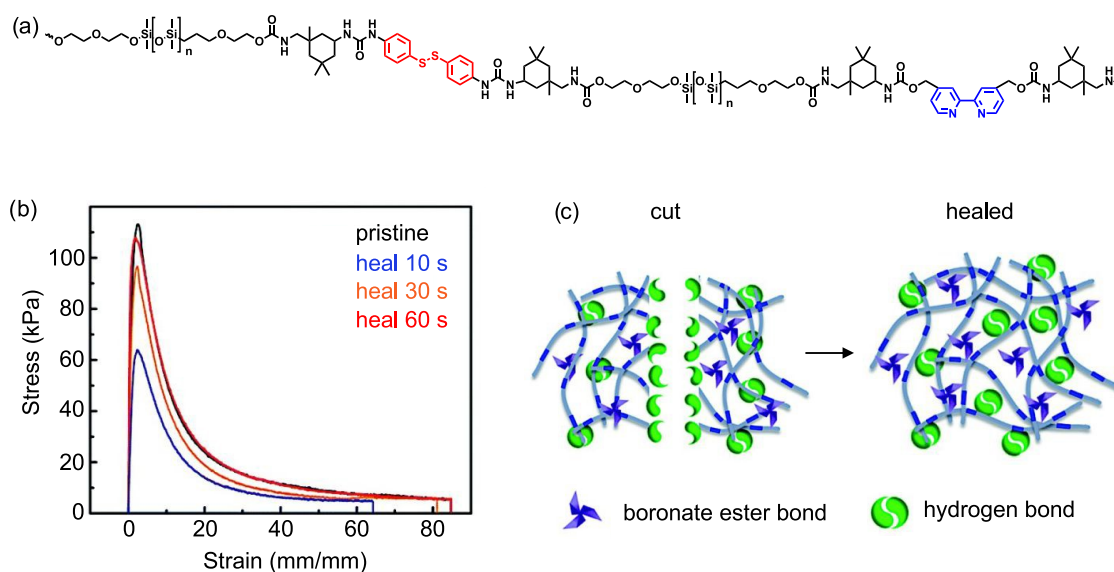 (a)
O O O Si O Si n O O O N H O N H N H O N H S S N H O N H O N H O O O O Si O Si n O O O N H O N H O O N N O O N H O NH
(b)
Stress (kPa)
100
80
60
40
20
0
0 20 40 60 80
Strain (mm/mm)
pristine
heal 10 s
heal 30 s
heal 60 s
(c)
cut healed
boronate ester bond hydrogen bond